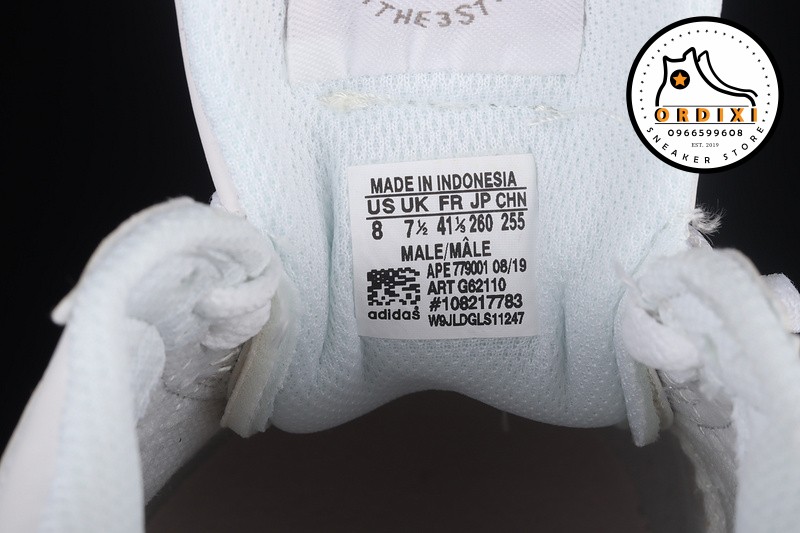 THE3ST
ORDIXI
0966599608
EST. 2019
SNEAKER STORE
MADE IN INDONESIA
US UK FR JP CHN
8 7½ 41⅓ 260 255
MALE/MÂLE
APE 779001 08/19
ART G62110
#108217783
adidas W9JLDGLS11247